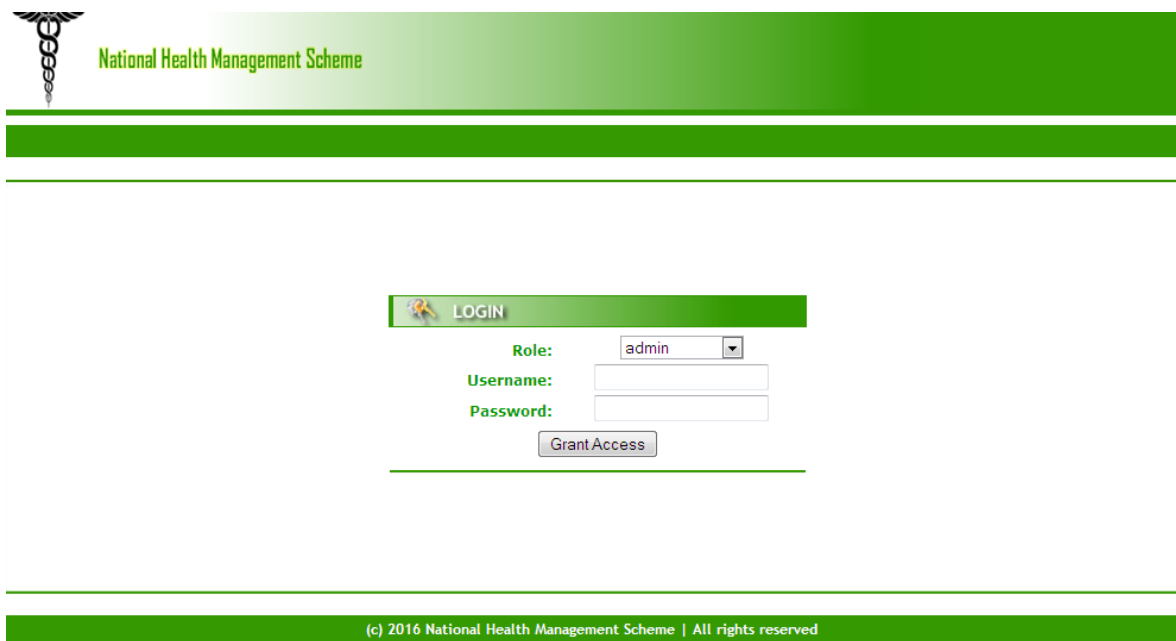 National Health Management Scheme
LOGIN
Role: admin
Username:
Password:
Grant Access
(c) 2016 National Health Management Scheme | All rights reserved